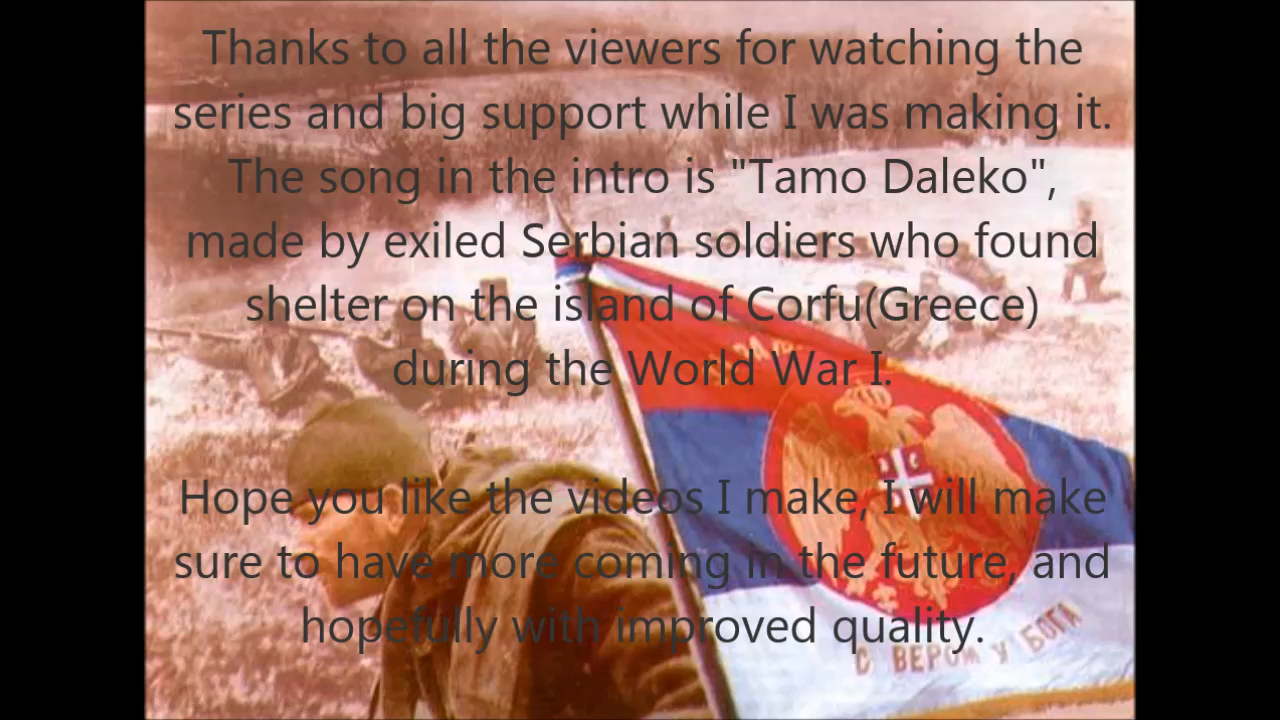 Thanks to all the viewers for watching the
series and big support while I was making it.
The song in the intro is "Tamo Daleko",
made by exiled Serbian soldiers who found
shelter on the island of Corfu(Greece)
during the World War I.
Hope you like the videos I make, I will make
sure to have more coming in the future, and
hopefully with improved quality.
С ВЕРОМ У БОГА